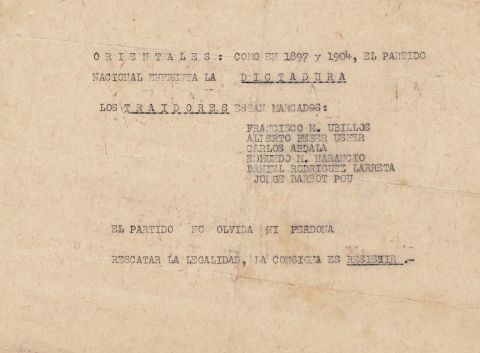 O R I E N T A L E S : COMO EN 1897 y 1904, EL PARTIDO
NACIONAL ENFRENTA LA D I C T A D U R A
LOS T R A I D O R E S ESTAN MARCADOS:
FRANCISCO M. UBILLOS
ALBERTO HEBER USHER
CARLOS ABDALA
EDMUNDO M. NARANCIO
DANIEL RODRIGUEZ LARRETA
JORGE BARBOT POU
EL PARTIDO NO OLVIDA NI PERDONA
RESCATAR LA LEGALIDAD, LA CONSIGNA ES RESISTIR .-